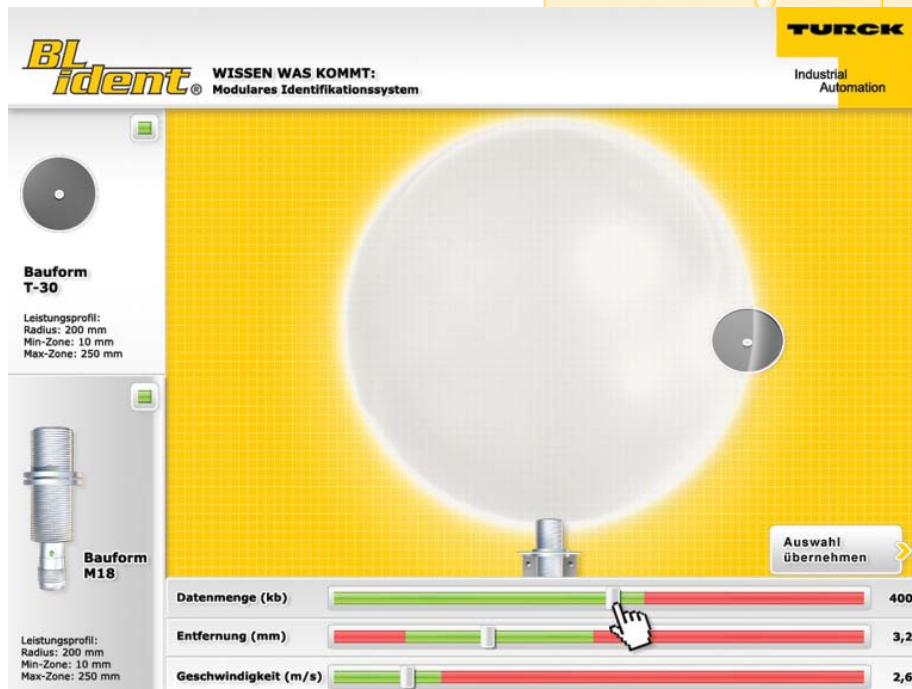 TURCK
BL ident®
WISSEN WAS KOMMT:
Modulares Identifikationssystem
Industrial
Automation
Bauform
T-30
Leistungsprofil:
Radius: 200 mm
Min-Zone: 10 mm
Max-Zone: 250 mm
Bauform
M18
Leistungsprofil:
Radius: 200 mm
Min-Zone: 10 mm
Max-Zone: 250 mm
Auswahl
übernehmen
Datenmenge (kb) 400
Entfernung (mm) 3,2
Geschwindigkeit (m/s) 2,6